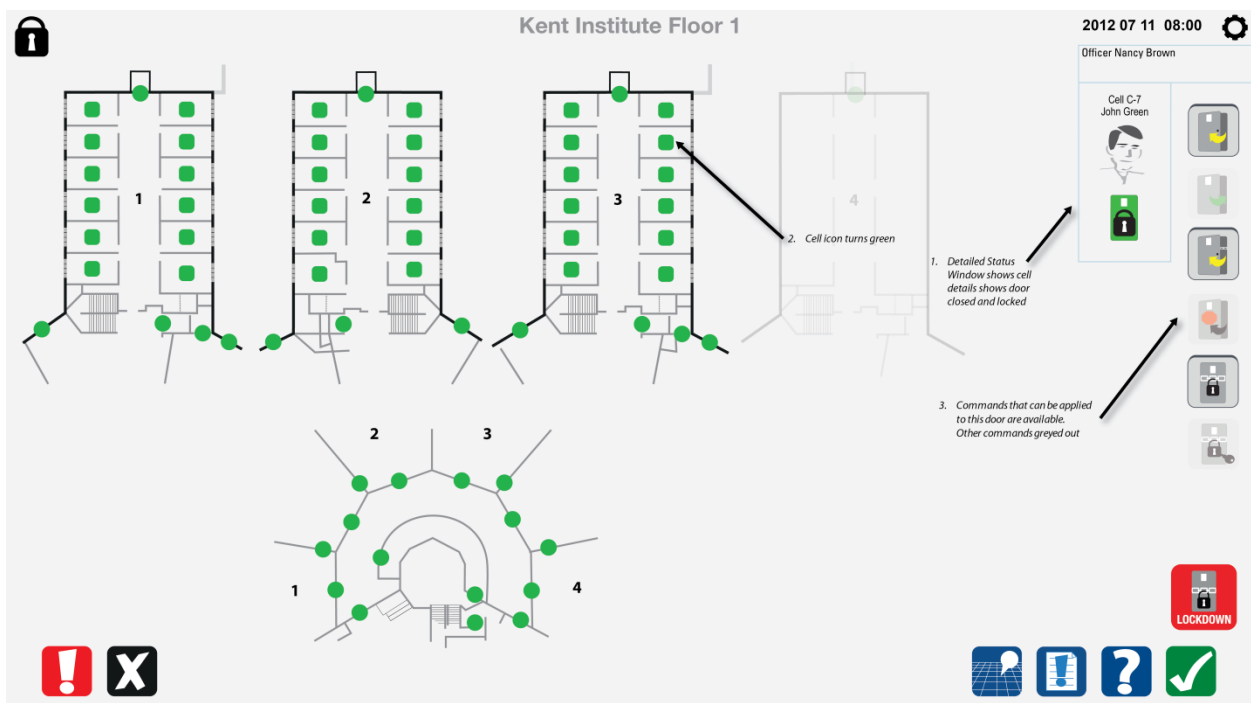 Kent Institute Floor 1
2012 07 11 08:00
Officer Nancy Brown
Cell C-7
John Green
1
2
3
4
2. Cell icon turns green
1. Detailed Status
Window shows cell
details shows door
closed and locked
3. Commands that can be applied
to this door are available.
Other commands greyed out
2
3
1
4
LOCKDOWN